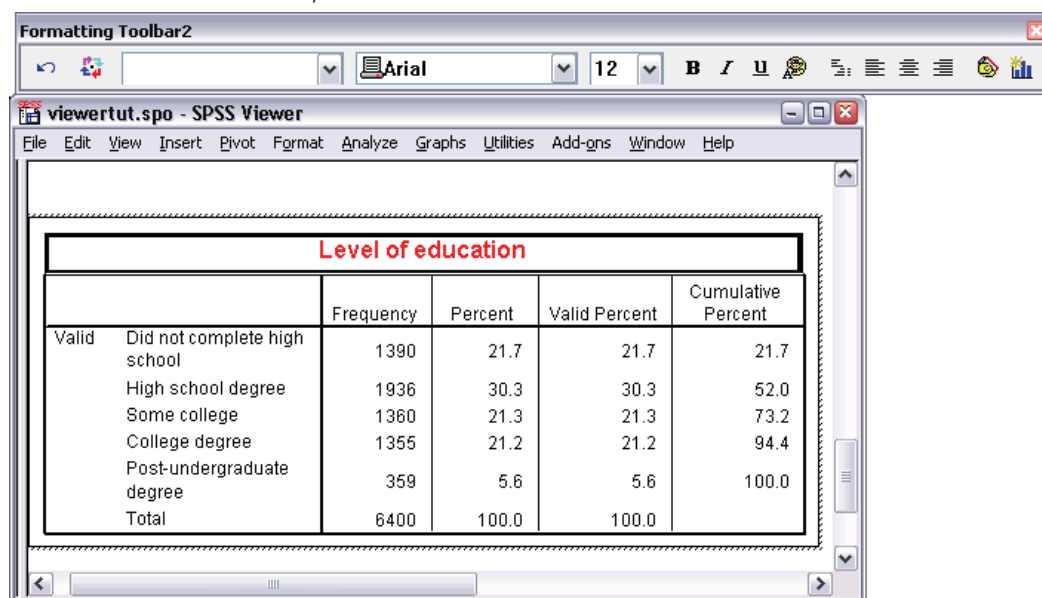 Formatting Toolbar2
Arial 12 B I U A
viewertut.spo - SPSS Viewer
File Edit View Insert Pivot Format Analyze Graphs Utilities Add-ons Window Help
Level of education
Frequency Percent Valid Percent Cumulative Percent
Valid Did not complete high school 1390 21.7 21.7 21.7
High school degree 1936 30.3 30.3 52.0
Some college 1360 21.3 21.3 73.2
College degree 1355 21.2 21.2 94.4
Post-undergraduate degree 359 5.6 5.6 100.0
Total 6400 100.0 100.0